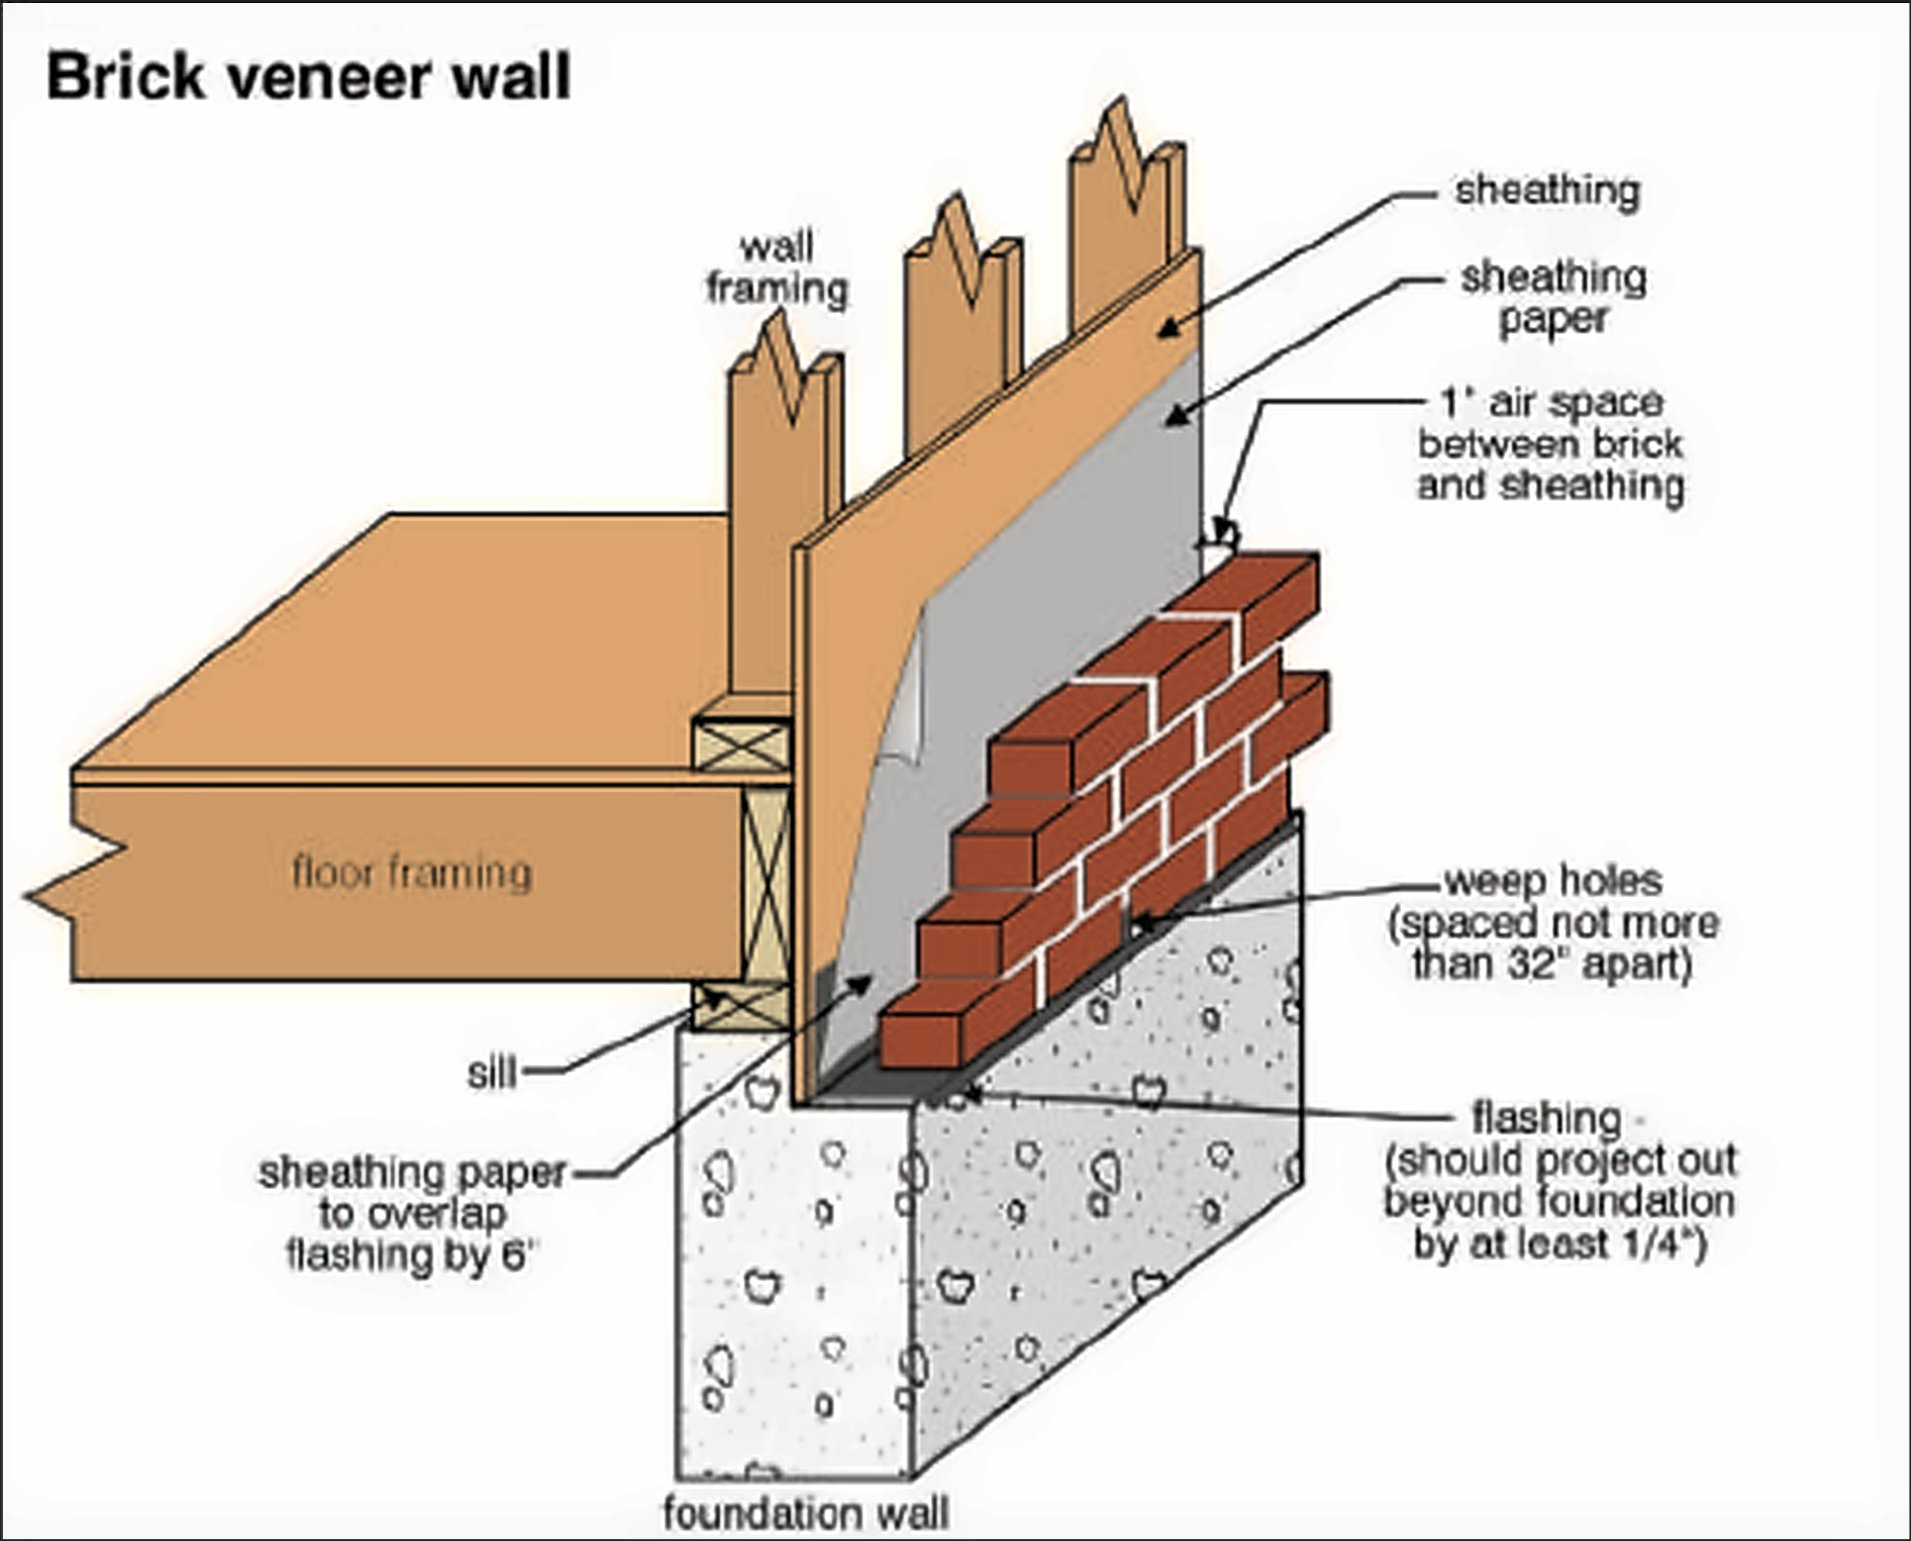 Brick veneer wall
wall
framing
sheathing
sheathing
paper
1" air space
between brick
and sheathing
floor framing
weep holes
(spaced not more
than 32" apart)
sill
sheathing paper
to overlap
flashing by 6"
flashing -
(should project out
beyond foundation
by at least 1/4")
foundation wall